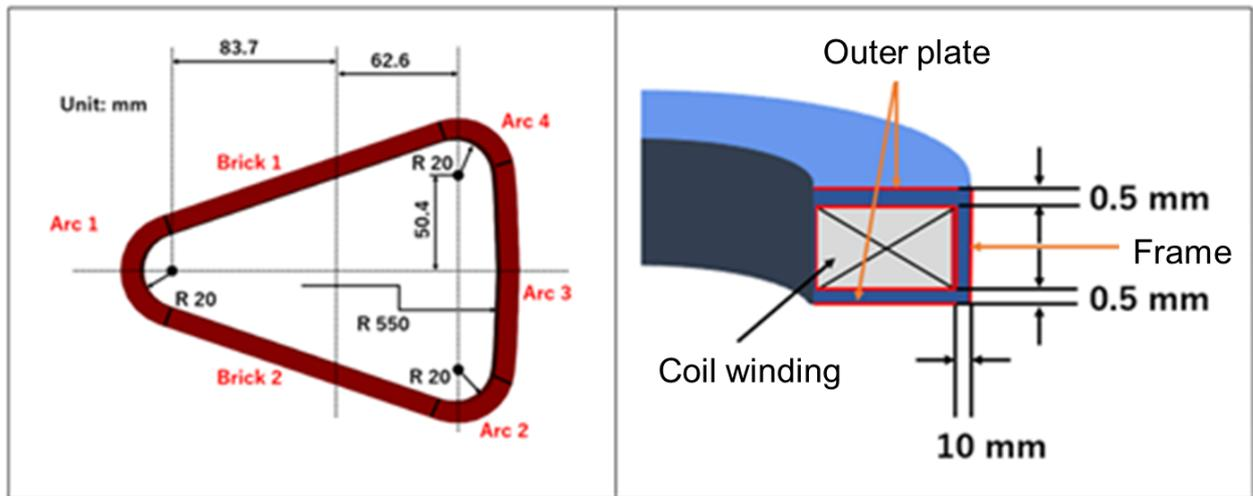 83.7
62.6
Unit: mm
Arc 4
Brick 1
R 20
Arc 1
50.4
R 20
Arc 3
R 550
Brick 2
R 20
Arc 2
Outer plate
0.5 mm
Frame
0.5 mm
Coil winding
10 mm